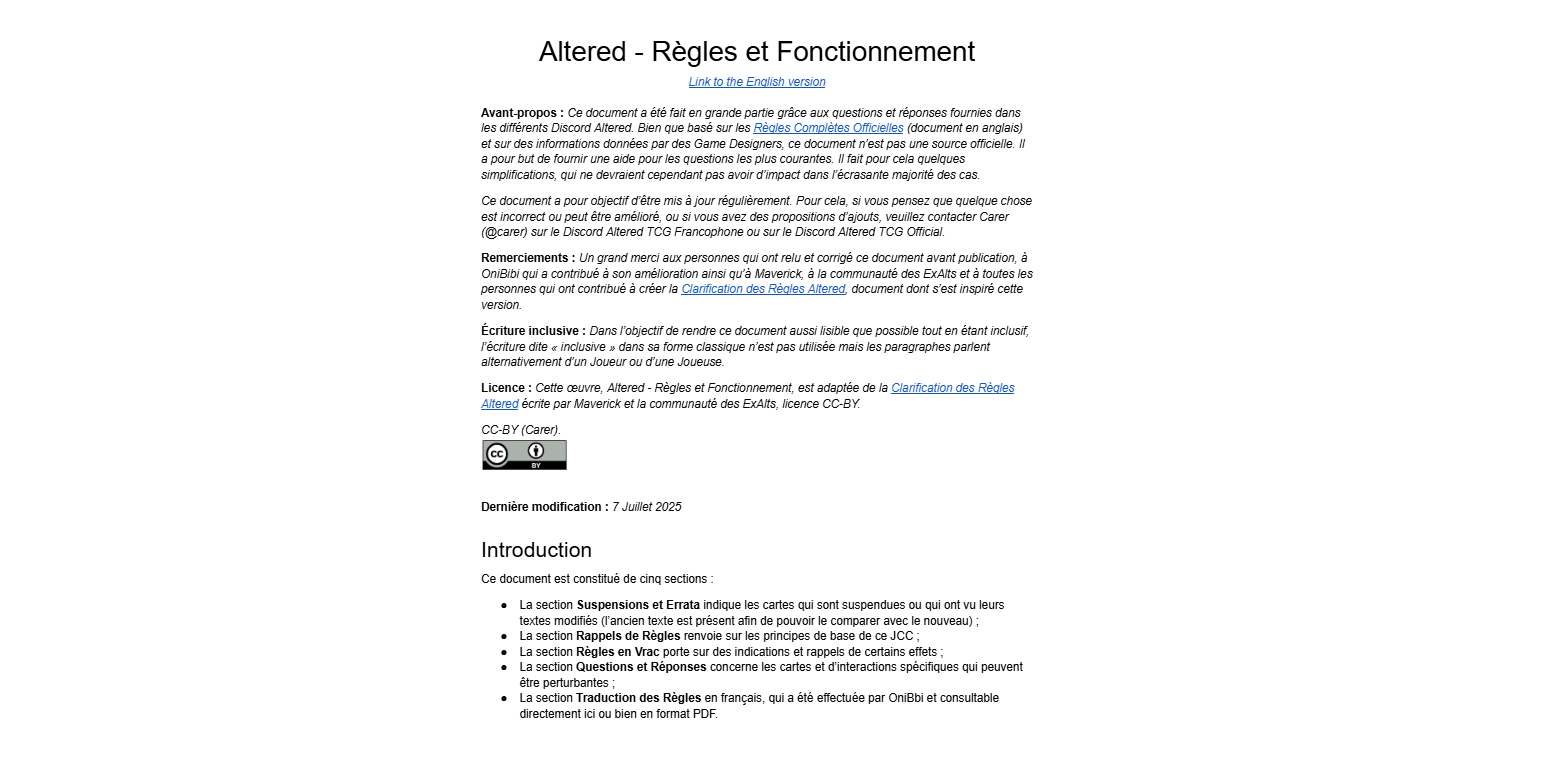 Altered - Règles et Fonctionnement
Link to the English version
Avant-propos : Ce document a été fait en grande partie grâce aux questions et réponses fournies dans
les différents Discord Altered. Bien que basé sur les Règles Complètes Officielles (document en anglais)
et sur des informations données par des Game Designers, ce document n'est pas une source officielle. Il
a pour but de fournir une aide pour les questions les plus courantes. Il fait pour cela quelques
simplifications, qui ne devraient cependant pas avoir d'impact dans l'écrasante majorité des cas.
Ce document a pour objectif d'être mis à jour régulièrement. Pour cela, si vous pensez que quelque chose
est incorrect ou peut être amélioré, ou si vous avez des propositions d'ajouts, veuillez contacter Carer
(@carer) sur le Discord Altered TCG Francophone ou sur le Discord Altered TCG Official.
Remerciements : Un grand merci aux personnes qui ont relu et corrigé ce document avant publication, à
OniBibi qui a contribué à son amélioration ainsi qu'à Maverick, à la communauté des ExAlts et à toutes les
personnes qui ont contribué à créer la Clarification des Règles Altered, document dont s'est inspiré cette
version.
Écriture inclusive : Dans l'objectif de rendre ce document aussi lisible que possible tout en étant inclusif,
l'écriture dite « inclusive » dans sa forme classique n'est pas utilisée mais les paragraphes parlent
alternativement d'un Joueur ou d'une Joueuse.
Licence : Cette œuvre, Altered - Règles et Fonctionnement, est adaptée de la Clarification des Règles
Altered écrite par Maverick et la communauté des ExAlts, licence CC-BY.
CC-BY (Carer).
cc
BY
Dernière modification : 7 Juillet 2025
Introduction
Ce document est constitué de cinq sections :
● La section Suspensions et Errata indique les cartes qui sont suspendues ou qui ont vu leurs
textes modifiés (l'ancien texte est présent afin de pouvoir le comparer avec le nouveau) ;
● La section Rappels de Règles renvoie sur les principes de base de ce JCC ;
● La section Règles en Vrac porte sur des indications et rappels de certains effets ;
● La section Questions et Réponses concerne les cartes et d'interactions spécifiques qui peuvent
être perturbantes ;
● La section Traduction des Règles en français, qui a été effectuée par OniBbi et consultable
directement ici ou bien en format PDF.